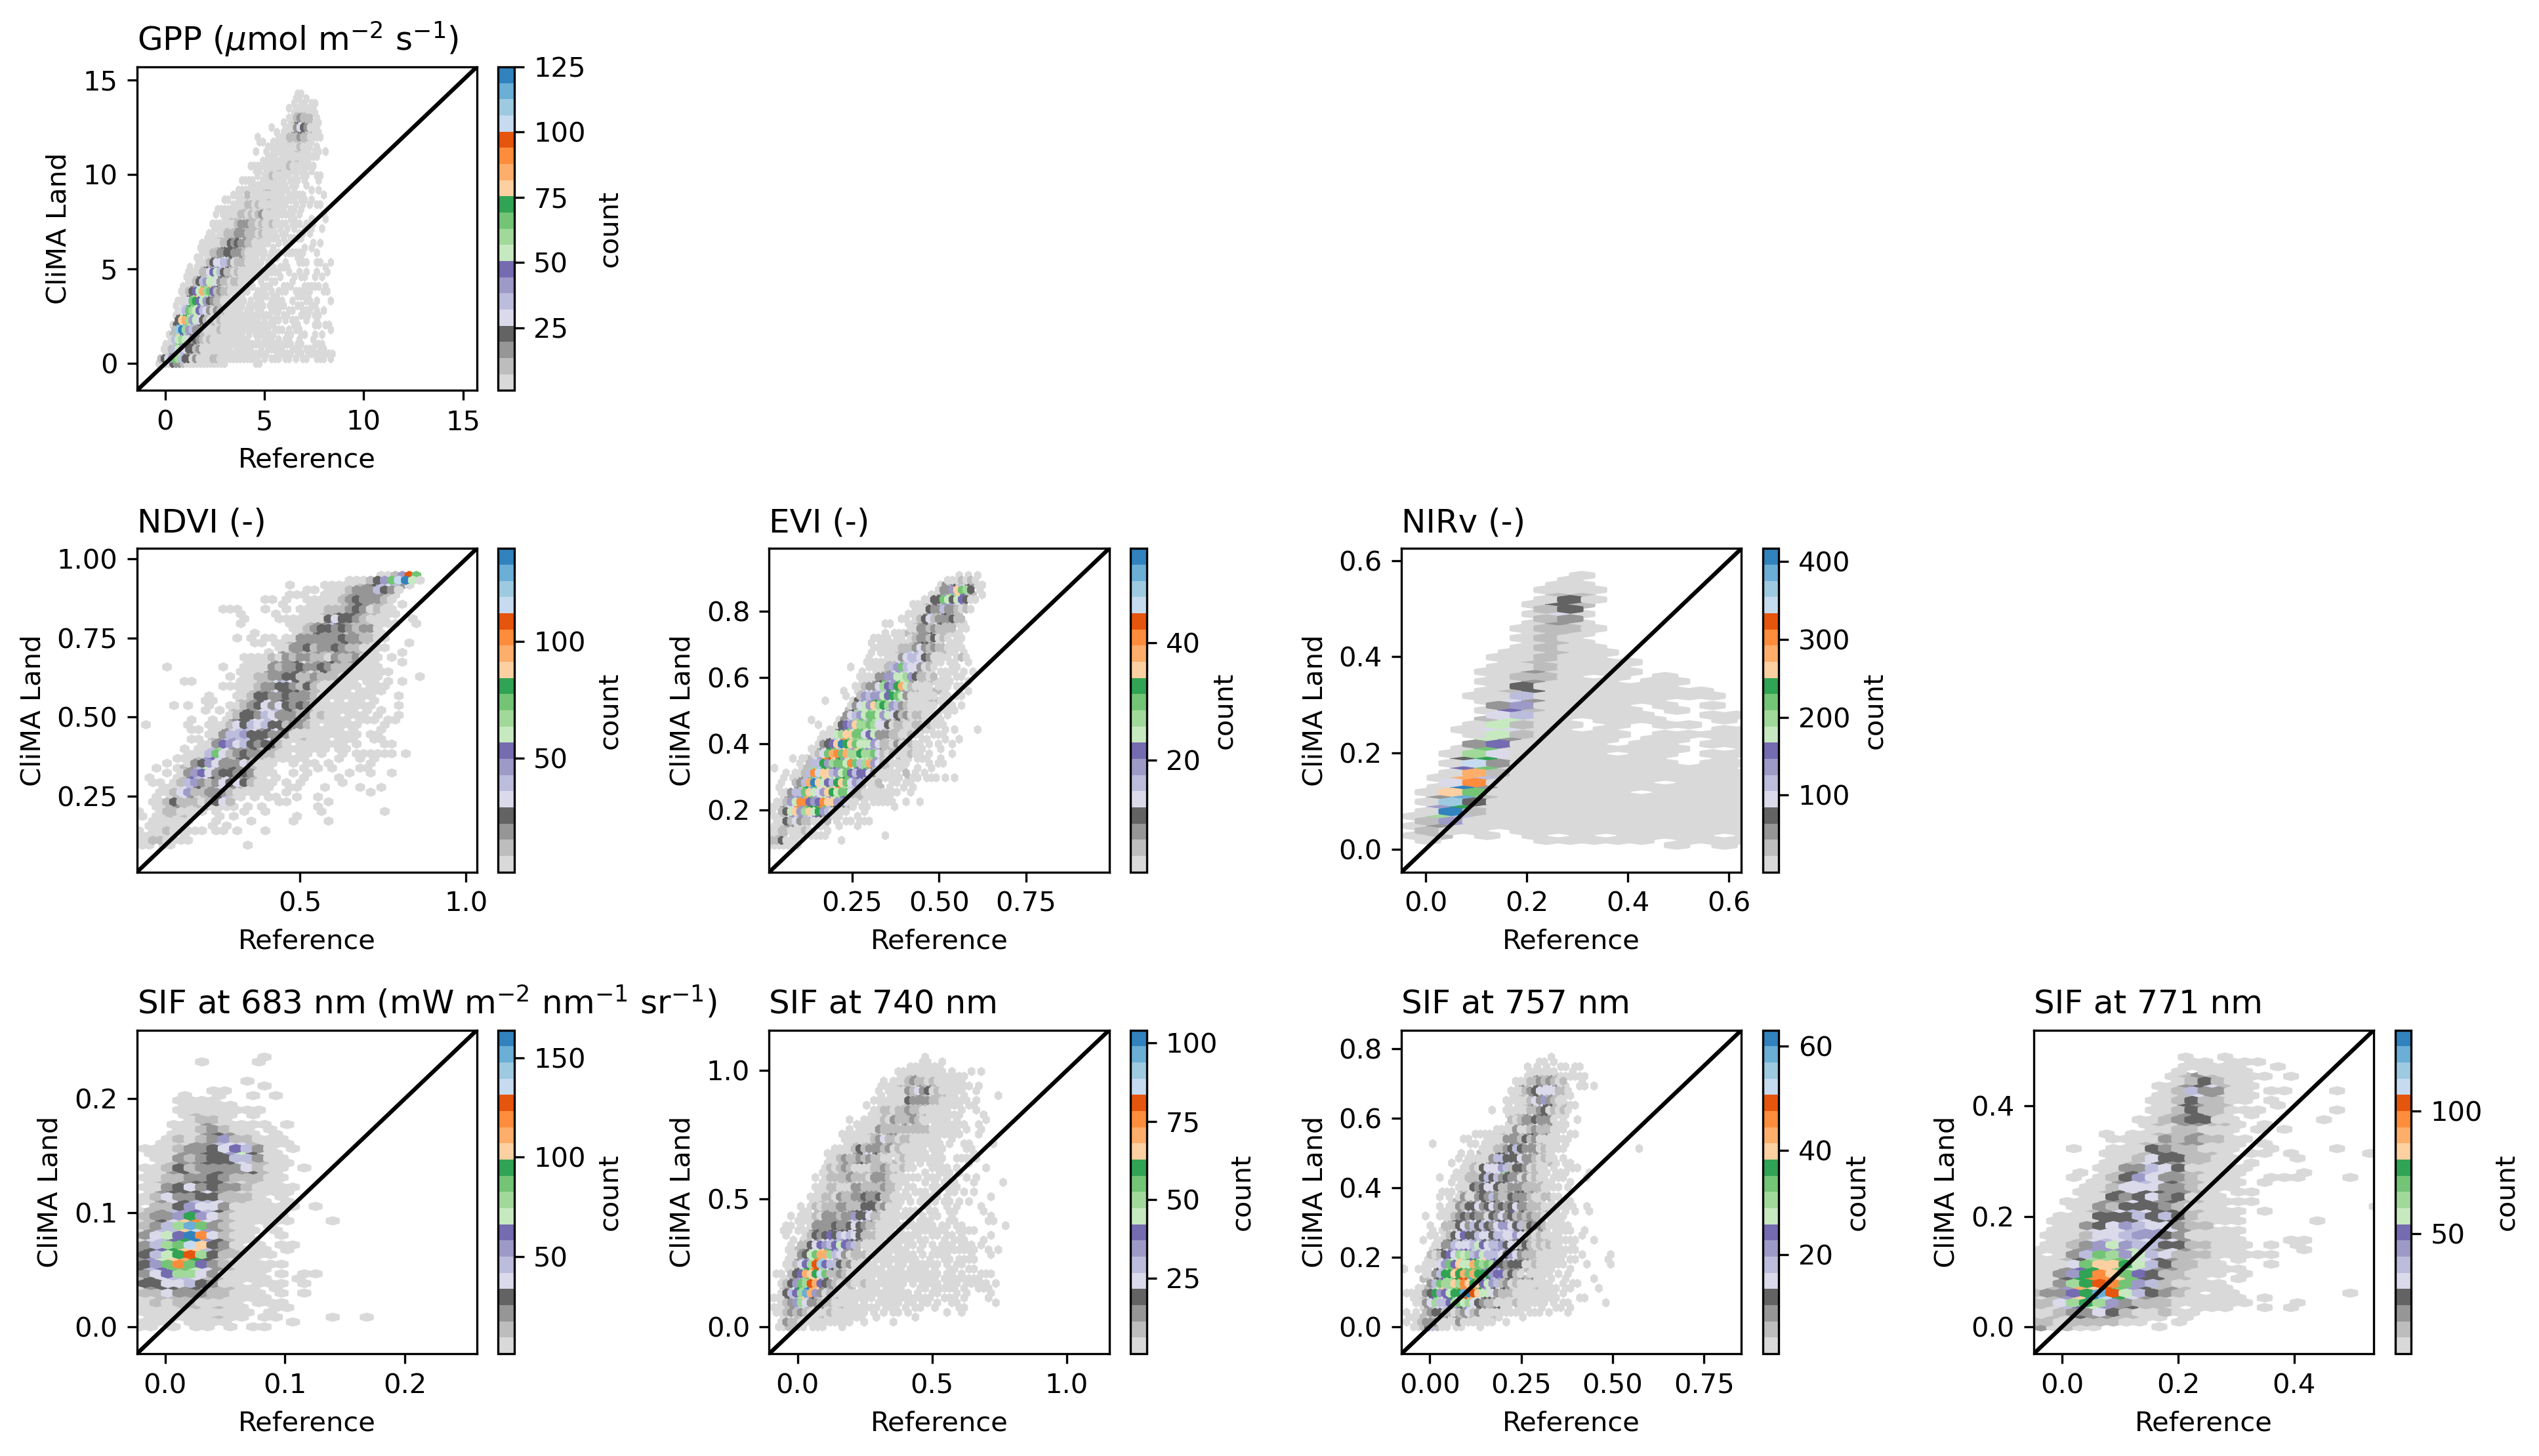 GPP (μmol m⁻² s⁻¹)
15
10
5
0
CliMA Land
0 5 10 15
Reference
125
100
75
50
25
count
NDVI (-)
1.00
0.75
0.50
0.25
CliMA Land
0.5 1.0
Reference
100
50
count
EVI (-)
0.8
0.6
0.4
0.2
CliMA Land
0.25 0.50 0.75
Reference
40
20
count
NIRv (-)
0.6
0.4
0.2
0.0
CliMA Land
0.0 0.2 0.4 0.6
Reference
400
300
200
100
count
SIF at 683 nm (mW m⁻² nm⁻¹ sr⁻¹)
0.2
0.1
0.0
CliMA Land
0.0 0.1 0.2
Reference
150
100
50
count
SIF at 740 nm
1.0
0.5
0.0
CliMA Land
0.0 0.5 1.0
Reference
100
75
50
25
count
SIF at 757 nm
0.8
0.6
0.4
0.2
0.0
CliMA Land
0.00 0.25 0.50 0.75
Reference
60
40
20
count
SIF at 771 nm
0.4
0.2
0.0
CliMA Land
0.0 0.2 0.4
Reference
100
50
count